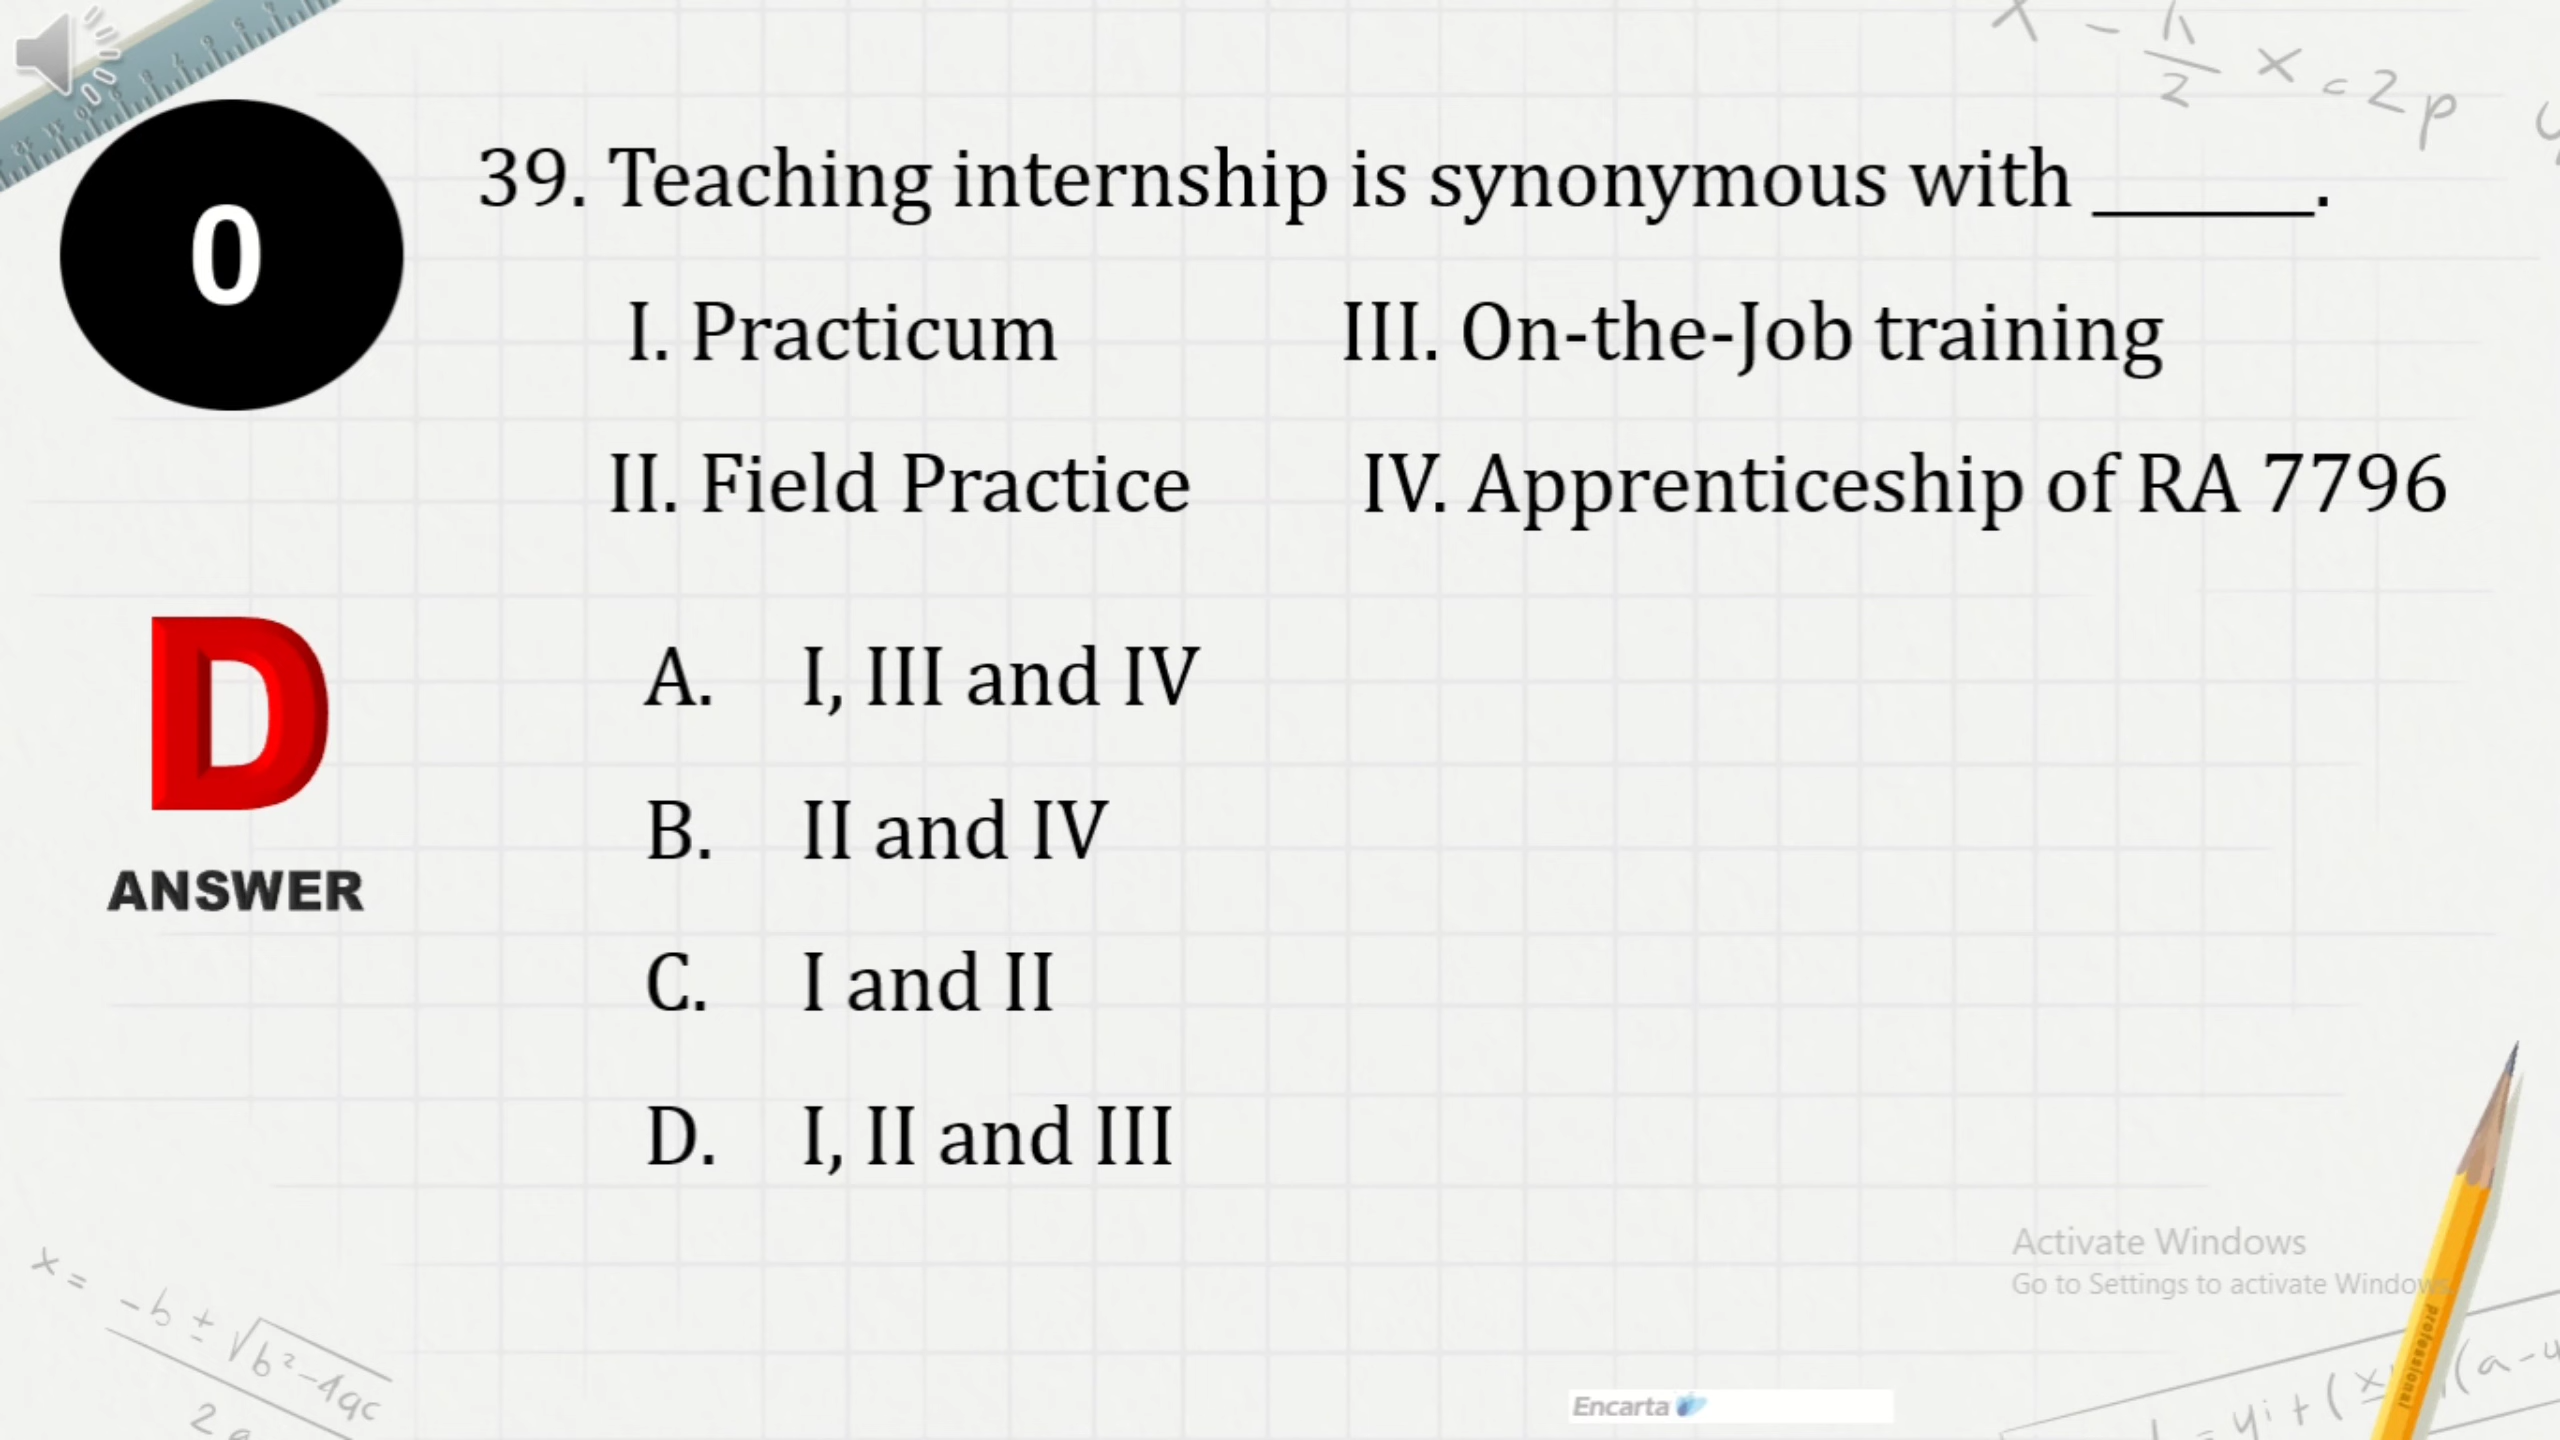 0
39. Teaching internship is synonymous with ______.
I. Practicum III. On-the-Job training
II. Field Practice IV. Apprenticeship of RA 7796
D
ANSWER
A. I, III and IV
B. II and IV
C. I and II
D. I, II and III
Activate Windows
Go to Settings to activate Windows
professional
Encarta